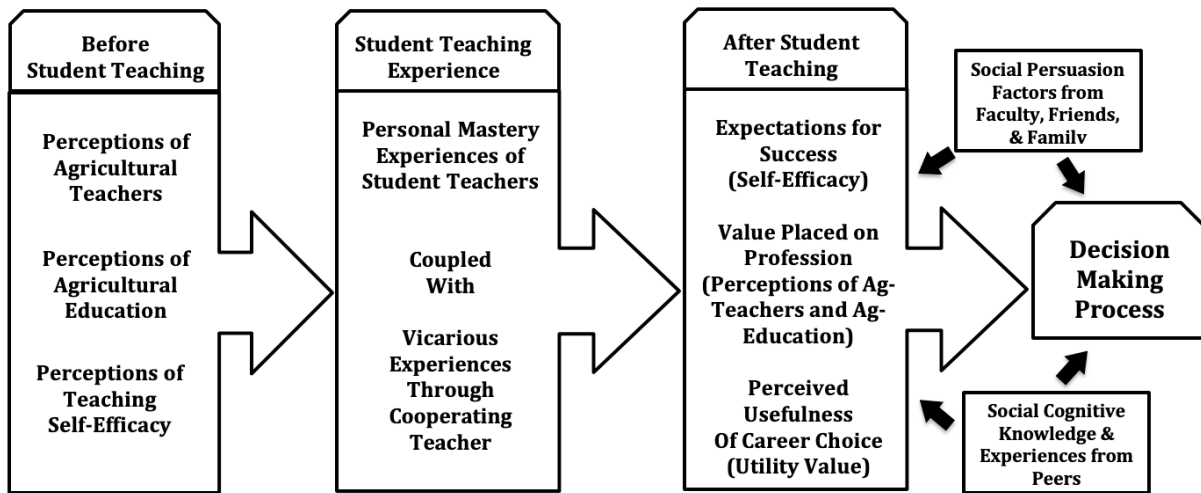 Before
Student Teaching
Perceptions of
Agricultural
Teachers
Perceptions of
Agricultural
Education
Perceptions of
Teaching
Self-Efficacy
Student Teaching
Experience
Personal Mastery
Experiences of
Student Teachers
Coupled
With
Vicarious
Experiences
Through
Cooperating
Teacher
After Student
Teaching
Expectations for
Success
(Self-Efficacy)
Value Placed on
Profession
(Perceptions of Ag-
Teachers and Ag-
Education)
Perceived
Usefulness
Of Career Choice
(Utility Value)
Social Persuasion
Factors from
Faculty, Friends,
& Family
Decision
Making
Process
Social Cognitive
Knowledge &
Experiences from
Peers